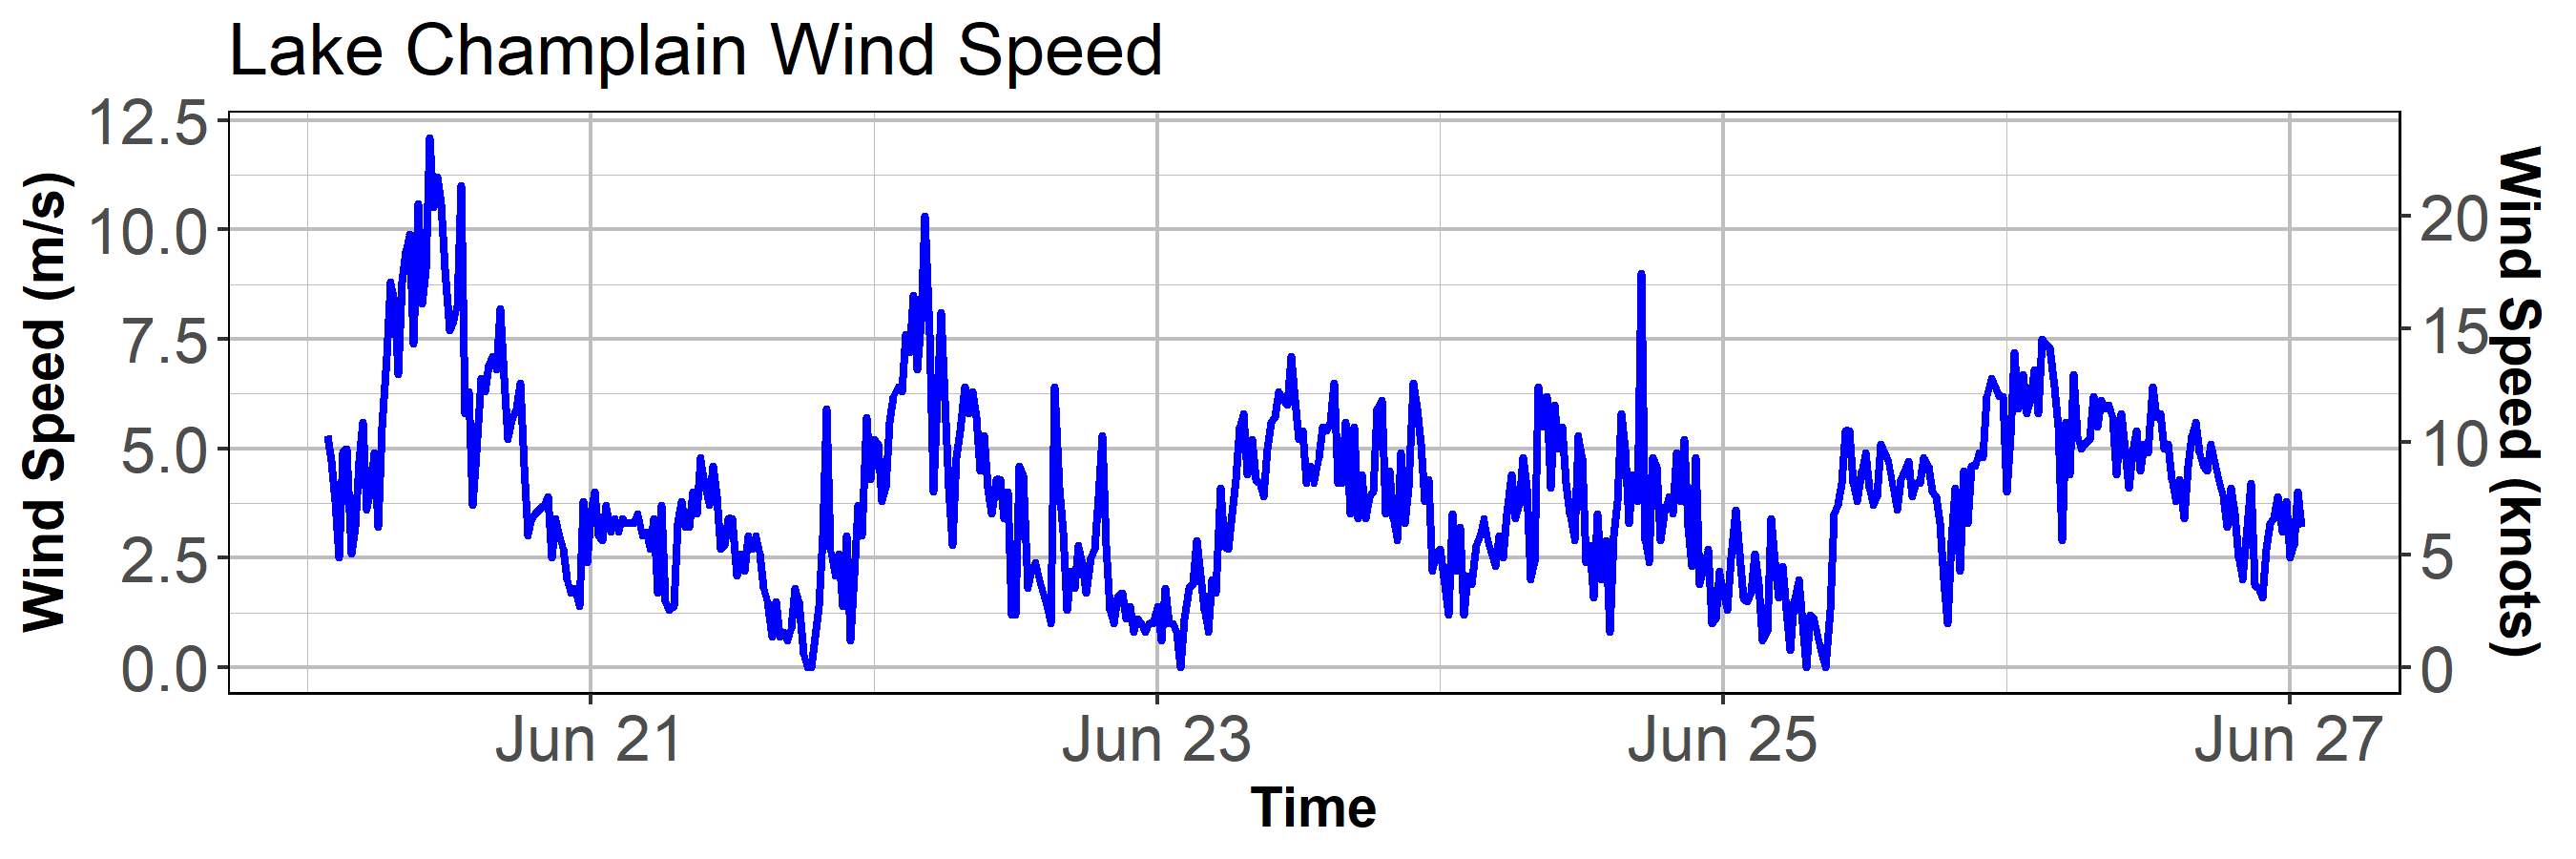 Lake Champlain Wind Speed
Wind Speed (m/s)
12.5
10.0
7.5
5.0
2.5
0.0
Wind Speed (knots)
20
15
10
5
0
Jun 21
Jun 23
Jun 25
Jun 27
Time